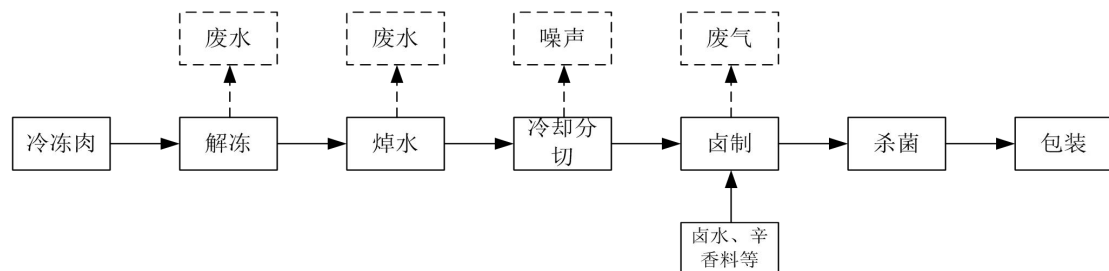 废水
废水
噪声
废气
冷冻肉
解冻
焯水
冷却分
切
卤制
杀菌
包装
卤水、辛
香料等